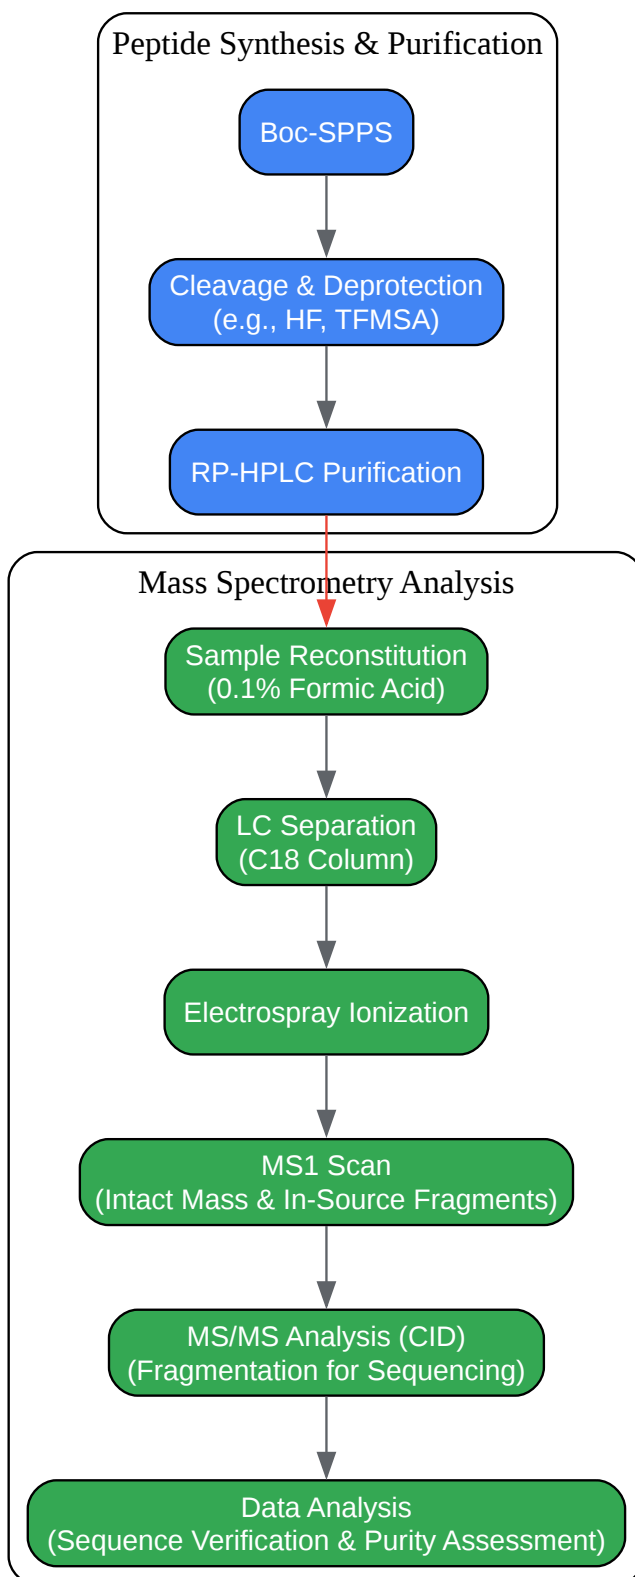 Peptide Synthesis & Purification
Boc-SPPS
Cleavage & Deprotection
(e.g., HF, TFMSA)
RP-HPLC Purification
Mass Spectrometry Analysis
Sample Reconstitution
(0.1% Formic Acid)
LC Separation
(C18 Column)
Electrospray Ionization
MS1 Scan
(Intact Mass & In-Source Fragments)
MS/MS Analysis (CID)
(Fragmentation for Sequencing)
Data Analysis
(Sequence Verification & Purity Assessment)